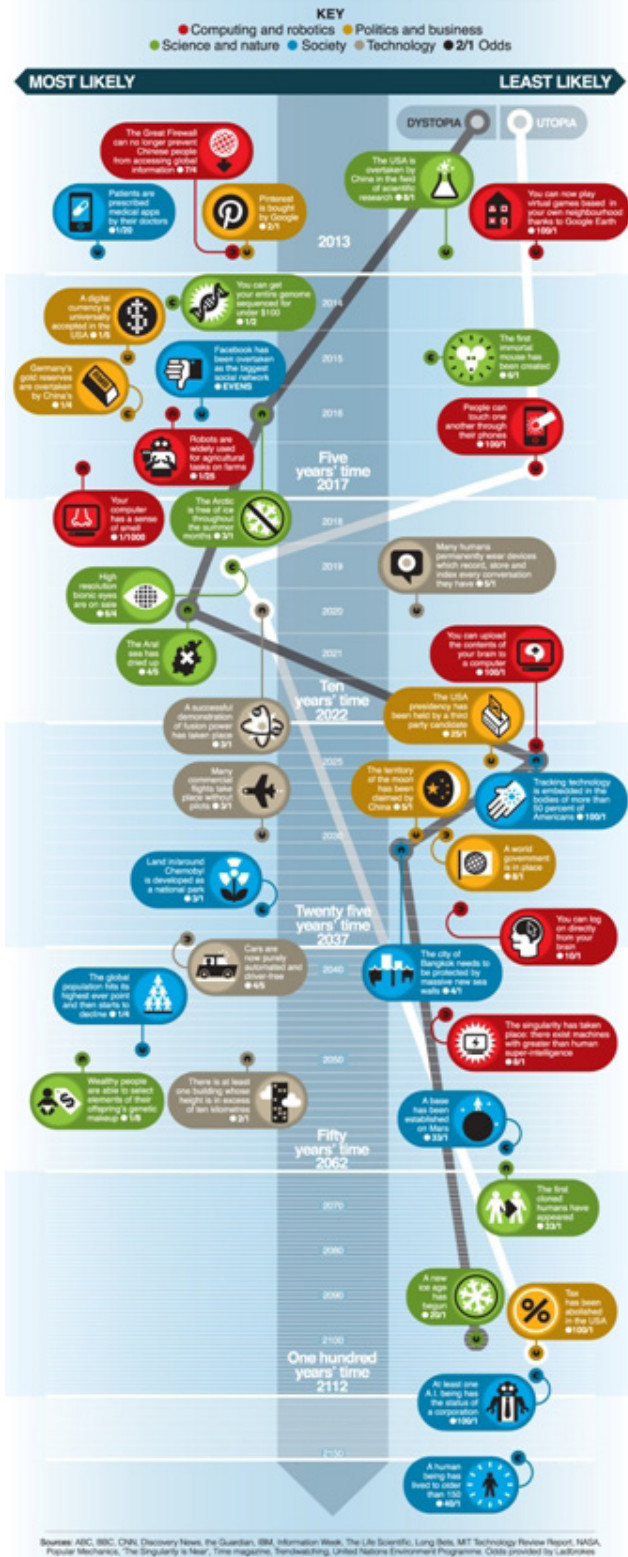 KEY
Computing and robotics Politics and business
Science and nature Society Technology 2/1 Odds
MOST LIKELY
LEAST LIKELY
DYSTOPIA
UTOPIA
The Great Firewall
can no longer prevent
Chinese people
from accessing global
information 7/4
Patients are
prescribed
medical apps
by their doctors
1/20
Pinterest
is bought
by Google
2/1
The USA is
overtaken by
China in the field
of scientific
research 8/1
You can now play
virtual games based in
your own neighbourhood
thanks to Google Earth
100/1
2013
A digital
currency is
universally
accepted in the
USA 1/5
You can get
your entire genome
sequenced for
under $100
1/2
2014
Germany's
gold reserves
are overtaken
by China's
1/4
Facebook has
been overtaken
as the biggest
social network
EVENS
2015
The first
immortal
mouse has
been created
6/1
2016
People can
touch one
another through
their phones
100/1
Robots are
widely used
for agricultural
tasks on farms
1/25
Five
years' time
2017
Your
computer
has a sense
of smell
1/1000
The Arctic
is free of ice
throughout
the summer
months 3/1
2018
2019
Many humans
permanently wear devices
which record, store and
index every conversation
they have 5/1
High
resolution
bionic eyes
are on sale
6/4
2020
The Aral
sea has
dried up
4/5
2021
You can upload
the contents of
your brain to
a computer
100/1
Ten
years' time
2022
A successful
demonstration
of fusion power
has taken place
3/1
The USA
presidency has
been held by a third
party candidate
25/1
2025
Many
commercial
flights take
place without
pilots 3/1
The territory
of the moon
has been
claimed by
China 5/1
Tracking technology
is embedded in the
bodies of more than
50 percent of
Americans 100/1
2030
A world
government
is in place
8/1
Land in/around
Chernobyl
is developed as
a national park
3/1
Twenty five
years' time
2037
You can log
on directly
from your
brain
10/1
Cars are
now purely
automated and
driver-free
4/5
2040
The city of
Bangkok needs to
be protected by
massive new sea
walls 4/1
The global
population hits its
highest ever point
and then starts to
decline 1/4
The singularity has taken
place: there exist machines
with greater than human
super-intelligence
8/1
2050
Wealthy people
are able to select
elements of their
offspring's genetic
makeup 1/8
There is at least
one building whose
height is in excess
of ten kilometres
2/1
A base
has been
established
on Mars
33/1
Fifty
years' time
2062
2070
The first
cloned
humans have
appeared
33/1
2080
2090
A new
ice age
has
begun
20/1
Tax
has been
abolished
in the USA
100/1
2100
One hundred
years' time
2112
At least one
A.I. being has
the status of
a corporation
100/1
2150
A human
being has
lived to older
than 150
40/1
Sources: ABC, BBC, CNN, Discovery News, the Guardian, IBM, Information Week, The Life Scientific, Long Bets, MIT Technology Review Report, NASA,
Popular Mechanics, "The Singularity is Near", Time magazine, Trendwatching, United Nations Environment Programme. Odds provided by Ladbrokes